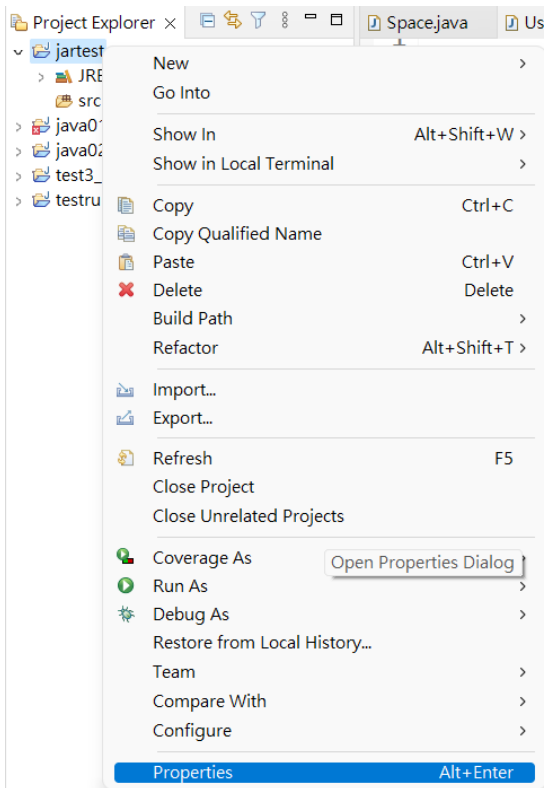 Project Explorer
Space.java
Us
jartest
JRE
src
java01
java02
test3_
testru
New
Go Into
Show In Alt+Shift+W
Show in Local Terminal
Copy Ctrl+C
Copy Qualified Name
Paste Ctrl+V
Delete Delete
Build Path
Refactor Alt+Shift+T
Import...
Export...
Refresh F5
Close Project
Close Unrelated Projects
Coverage As
Open Properties Dialog
Run As
Debug As
Restore from Local History...
Team
Compare With
Configure
Properties Alt+Enter